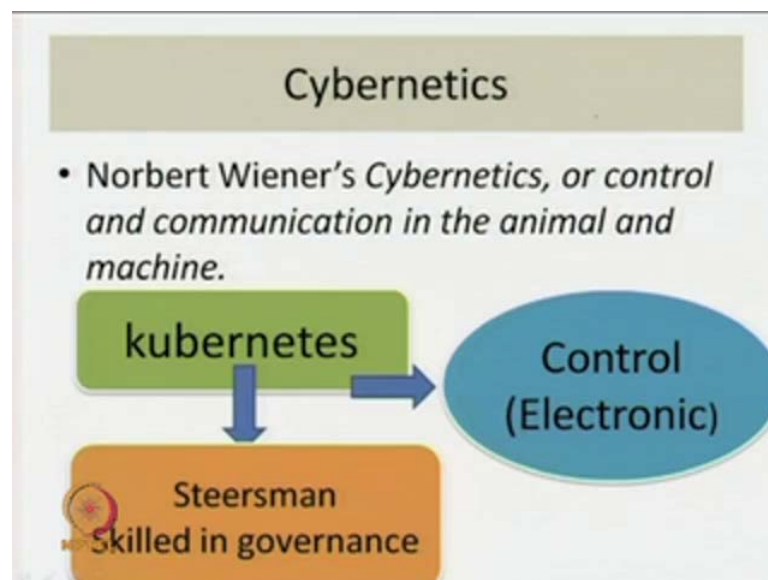 Cybernetics
• Norbert Wiener's Cybernetics, or control
and communication in the animal and
machine.
kubernetes
Control
(Electronic)
Steersman
Skilled in governance